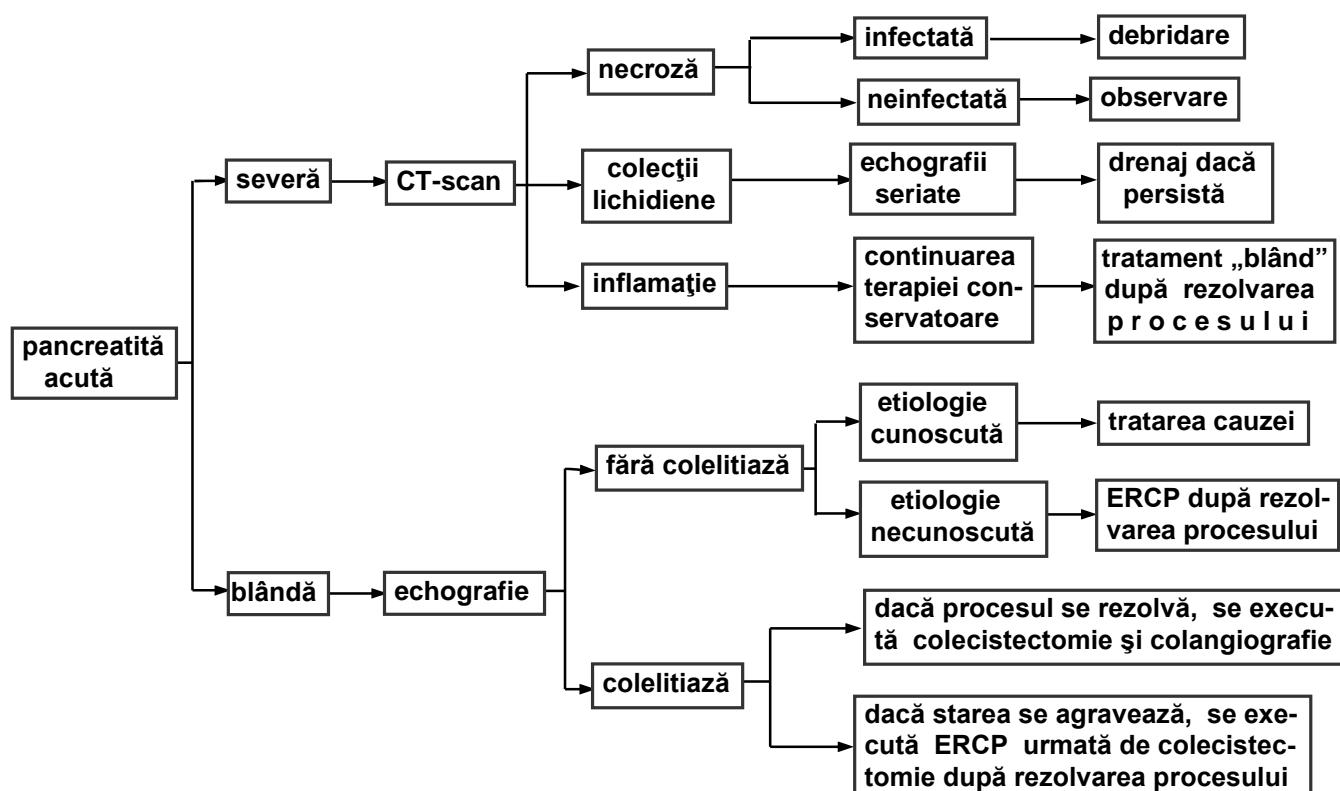 pancreatită
acută
severă
CT-scan
necroză
infectată
debridare
neinfectată
observare
colecţii
lichidiene
echografii
seriate
drenaj dacă
persistă
inflamaţie
continuarea
terapiei con-
servatoare
tratament „blând”
după rezolvarea
p r o c e s u l u i
blândă
echografie
fără colelitiază
etiologie
cunoscută
tratarea cauzei
etiologie
necunoscută
ERCP după rezol-
varea procesului
colelitiază
dacă procesul se rezolvă, se execu-
tă colecistectomie şi colangiografie
dacă starea se agravează, se exe-
cută ERCP urmată de colecistec-
tomie după rezolvarea procesului